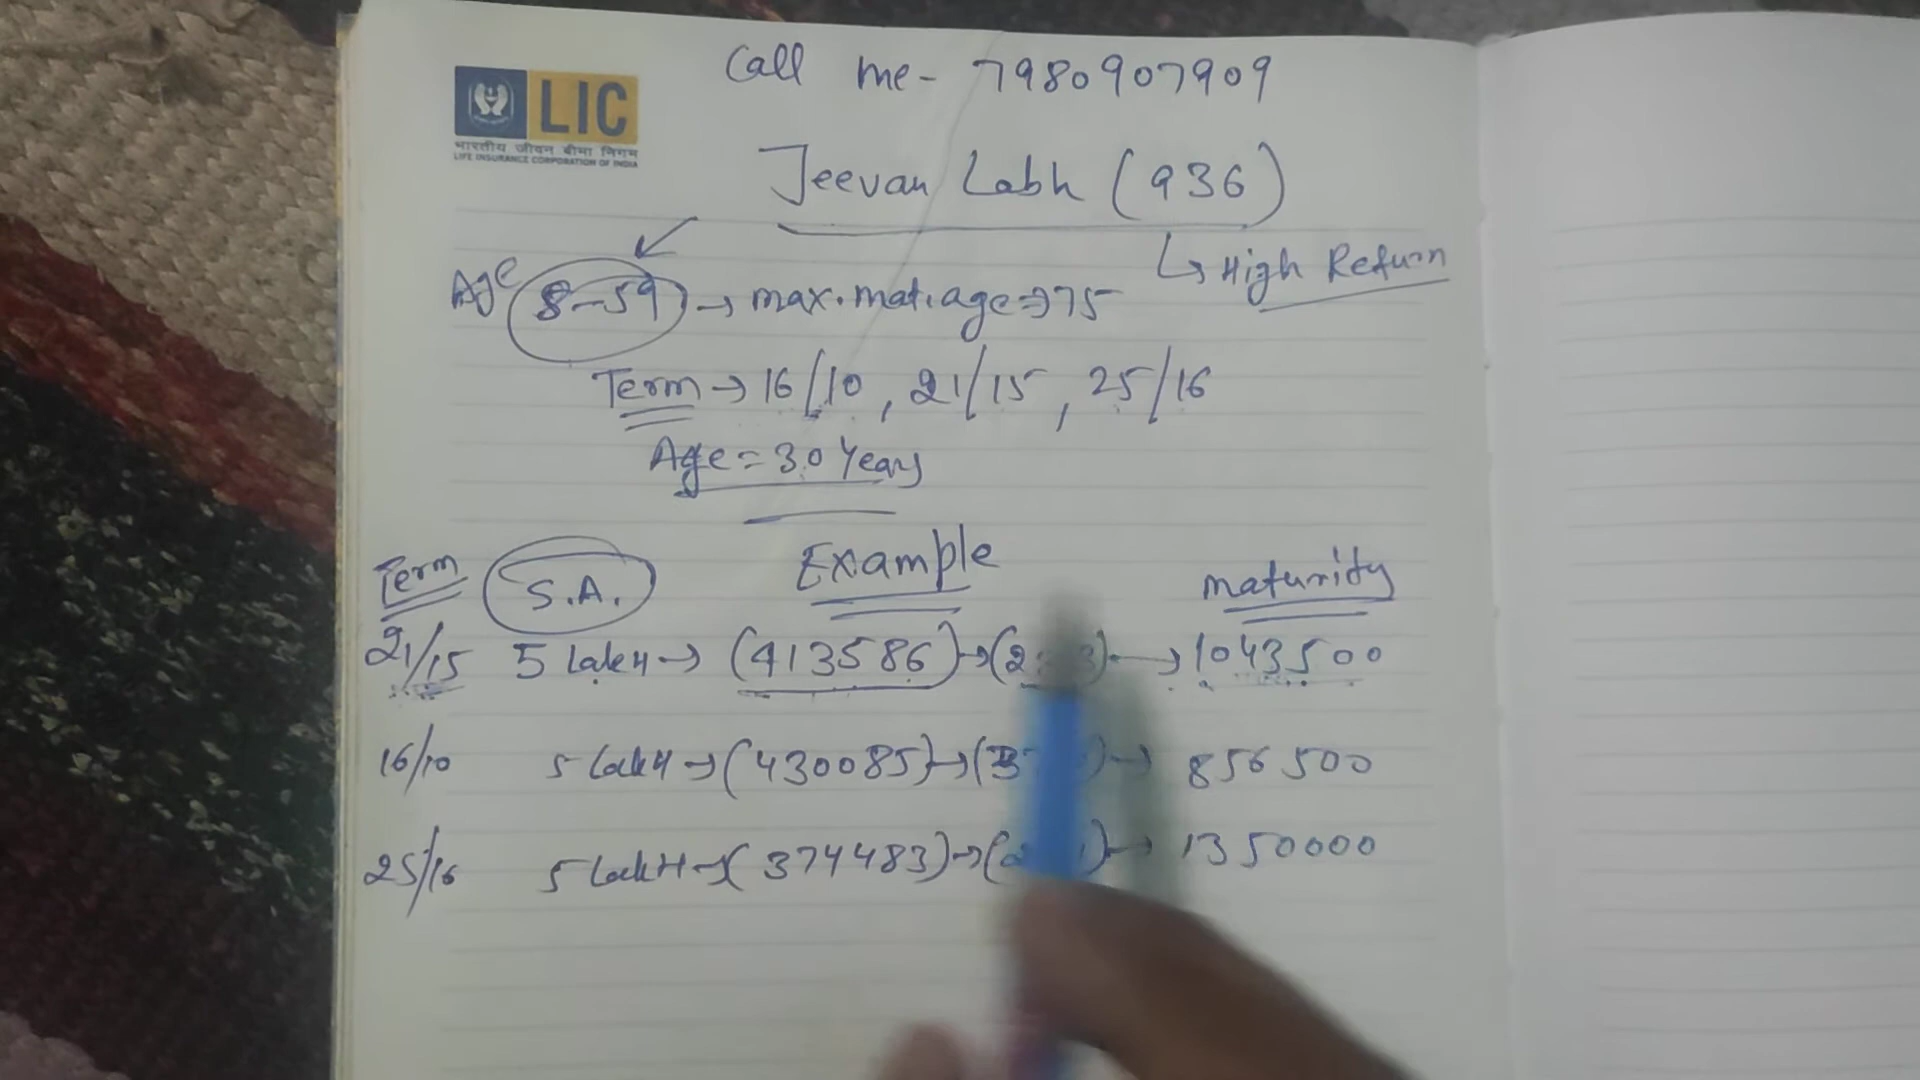 Call me - 7980907909
LIC
भारतीय जीवन बीमा निगम
LIFE INSURANCE CORPORATION OF INDIA
Jeevan Labh (936)
↳ High Return
Age 8-59 → max. mat. age ⇒ 75
Term → 16/10, 21/15, 25/16
Age = 30 Years
Example
Term S.A. maturity
21/15 5 lakh → (413586) → → 1043500
16/10 5 lakh → (430085) → → 856500
25/16 5 lakh → (374483) → → 1350000